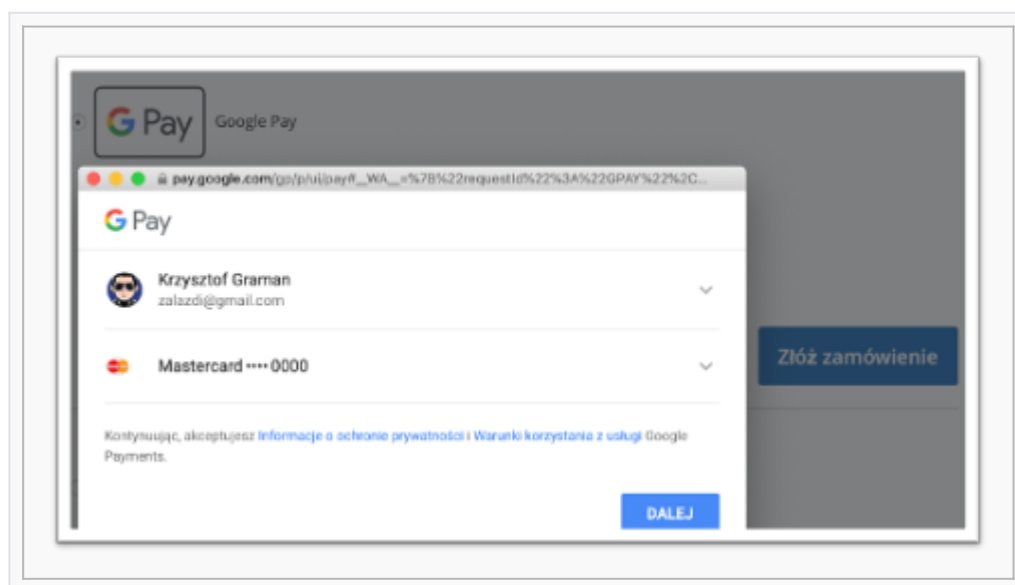 G Pay Google Pay
pay.google.com/gp/p/ui/pay#__WA__=%7B%22requestId%22%3A%22GPAY%22%2C...
G Pay
Krzysztof Graman
zalazdi@gmail.com
Mastercard •••• 0000
Złóż zamówienie
Kontynuując, akceptujesz Informacje o ochronie prywatności i Warunki korzystania z usługi Google
Payments.
DALEJ